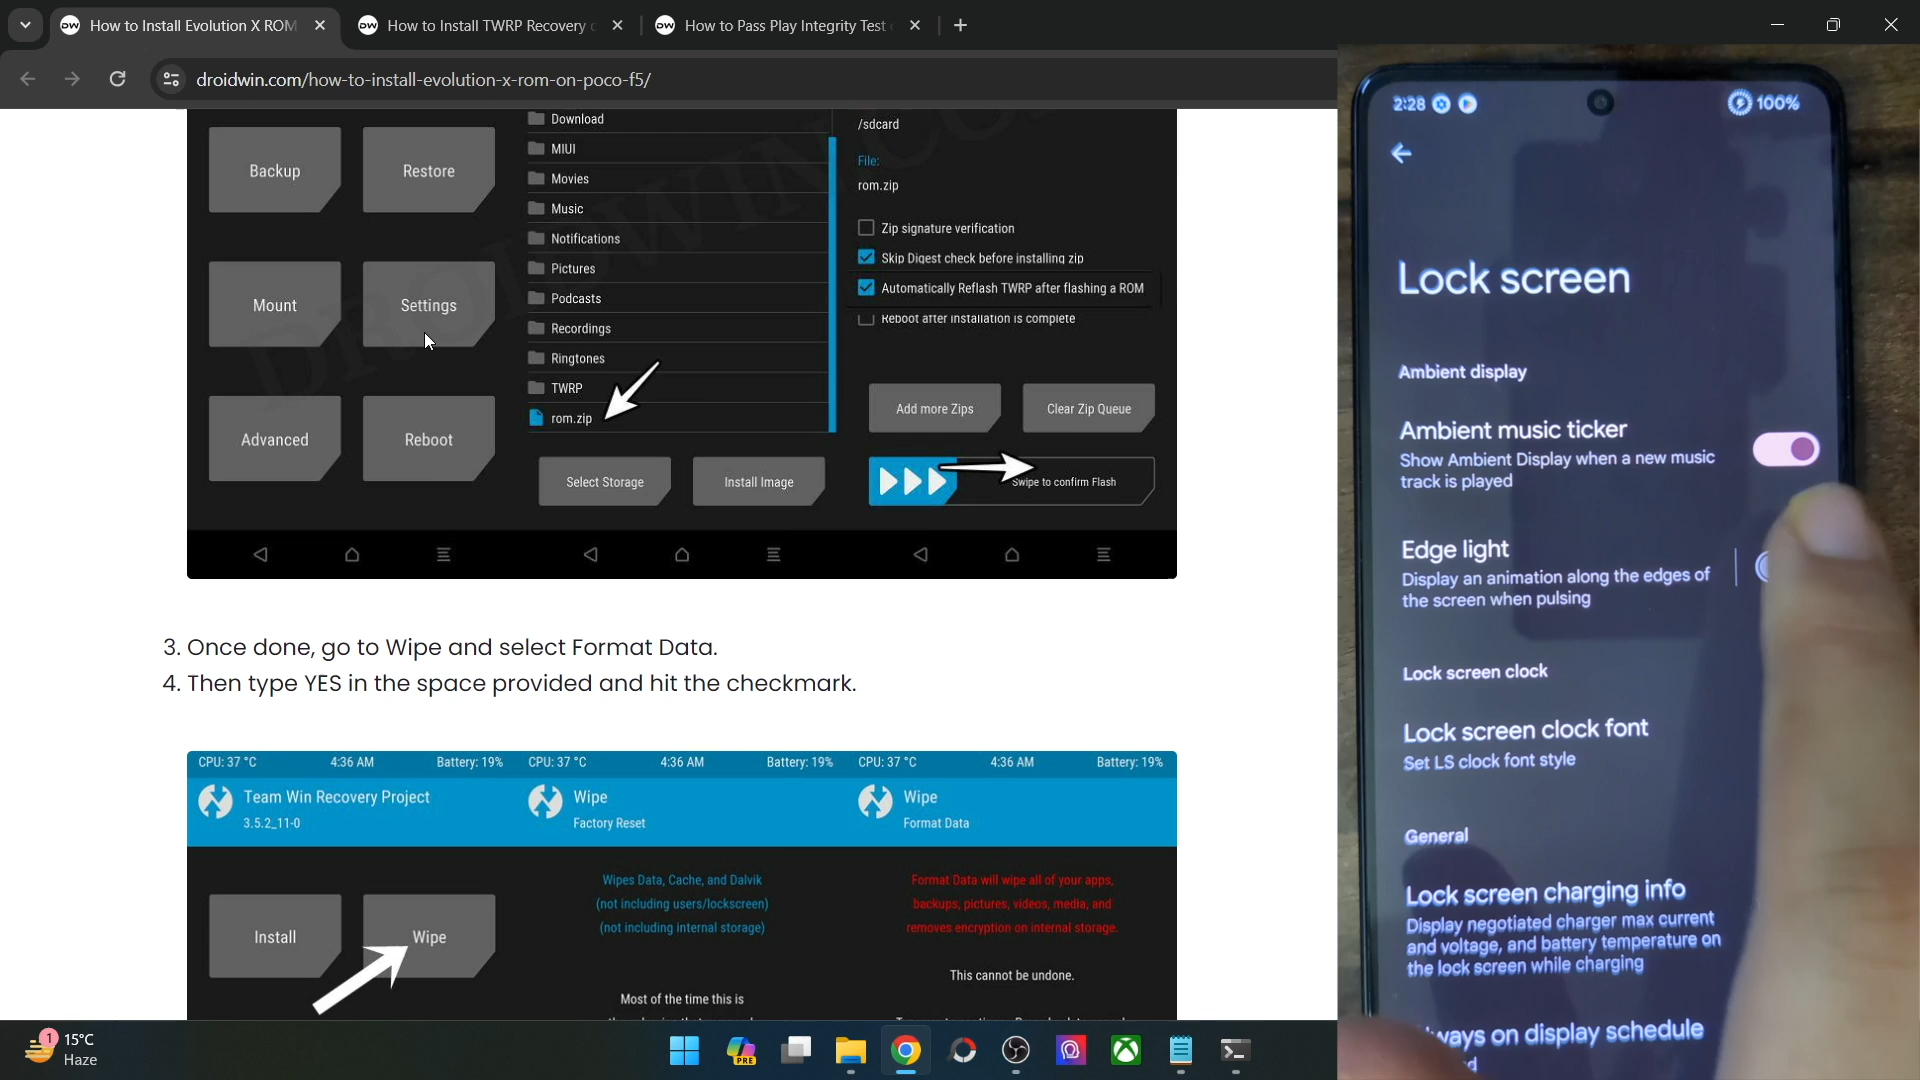 How to Install Evolution X ROM
How to Install TWRP Recovery
How to Pass Play Integrity Test
droidwin.com/how-to-install-evolution-x-rom-on-poco-f5/
Backup
Restore
Mount
Settings
Advanced
Reboot
Download
MIUI
Movies
Music
Notifications
Pictures
Podcasts
Recordings
Ringtones
TWRP
rom.zip
Select Storage
Install Image
/sdcard
File:
rom.zip
Zip signature verification
Skip Digest check before installing zip
Automatically Reflash TWRP after flashing a ROM
Reboot after installation is complete
Add more Zips
Clear Zip Queue
Swipe to confirm Flash
3. Once done, go to Wipe and select Format Data.
4. Then type YES in the space provided and hit the checkmark.
CPU: 37 °C 4:36 AM Battery: 19%
Team Win Recovery Project
3.5.2_11-0
Install
Wipe
CPU: 37 °C 4:36 AM Battery: 19%
Wipe
Factory Reset
Wipes Data, Cache, and Dalvik
(not including users/lockscreen)
(not including internal storage)
Most of the time this is
CPU: 37 °C 4:36 AM Battery: 19%
Wipe
Format Data
Format Data will wipe all of your apps,
backups, pictures, videos, media, and
removes encryption on internal storage.
This cannot be undone.
2:28
100%
Lock screen
Ambient display
Ambient music ticker
Show Ambient Display when a new music
track is played
Edge light
Display an animation along the edges of
the screen when pulsing
Lock screen clock
Lock screen clock font
Set LS clock font style
General
Lock screen charging info
Display negotiated charger max current
and voltage, and battery temperature on
the lock screen while charging
ways on display schedule
1
15°C
Haze
PRE